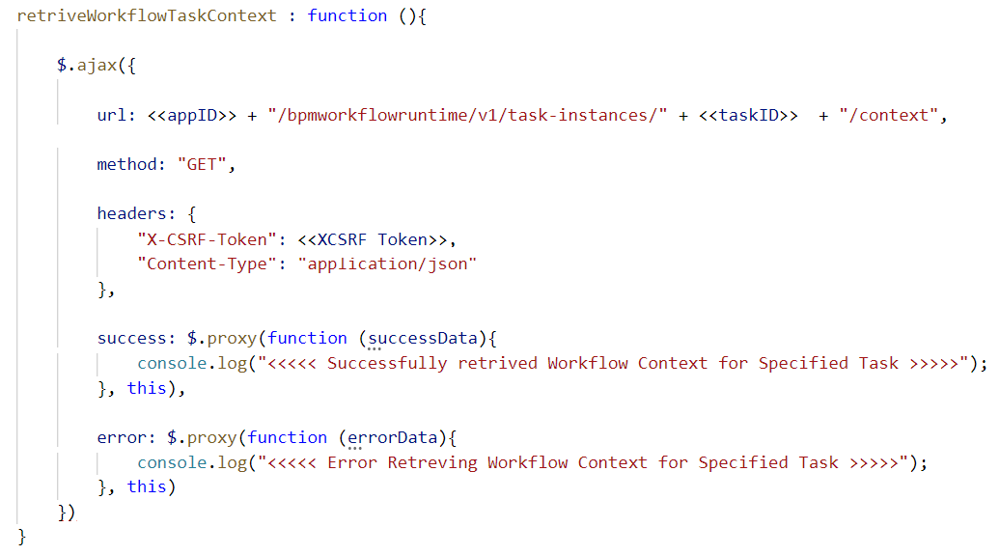 retriveWorkflowTaskContext : function (){
$.ajax({
url: <<appID>> + "/bpmworkflowruntime/v1/task-instances/" + <<taskID>>  + "/context",
method: "GET",
headers: {
"X-CSRF-Token": <<XCSRF Token>>,
"Content-Type": "application/json"
},
success: $.proxy(function (successData){
console.log("<<<<< Successfully retrived Workflow Context for Specified Task >>>>>");
}, this),
error: $.proxy(function (errorData){
console.log("<<<<< Error Retreving Workflow Context for Specified Task >>>>>");
}, this)
})
}